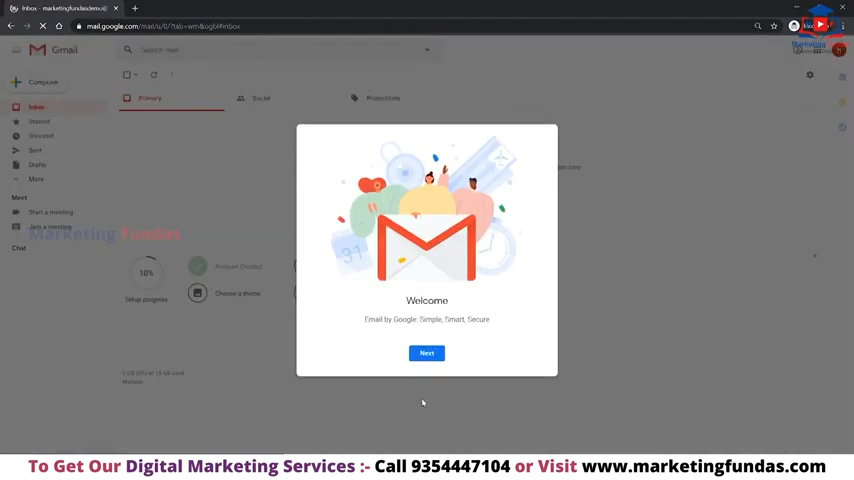 Inbox - marketingfundasdemo@
mail.google.com/mail/u/0/?tab=wm&ogbl#inbox
Gmail
Search mail
Marketing
Compose
Primary
Social
Promotions
Inbox
Starred
Snoozed
Sent
Drafts
More
Meet
Start a meeting
Join a meeting
Marketing Fundas
Chat
31
10%
Setup progress
Account Created
Choose a theme
Welcome
Email by Google: Simple, Smart, Secure
Next
Manage
To Get Our Digital Marketing Services :- Call 9354447104 or Visit www.marketingfundas.com